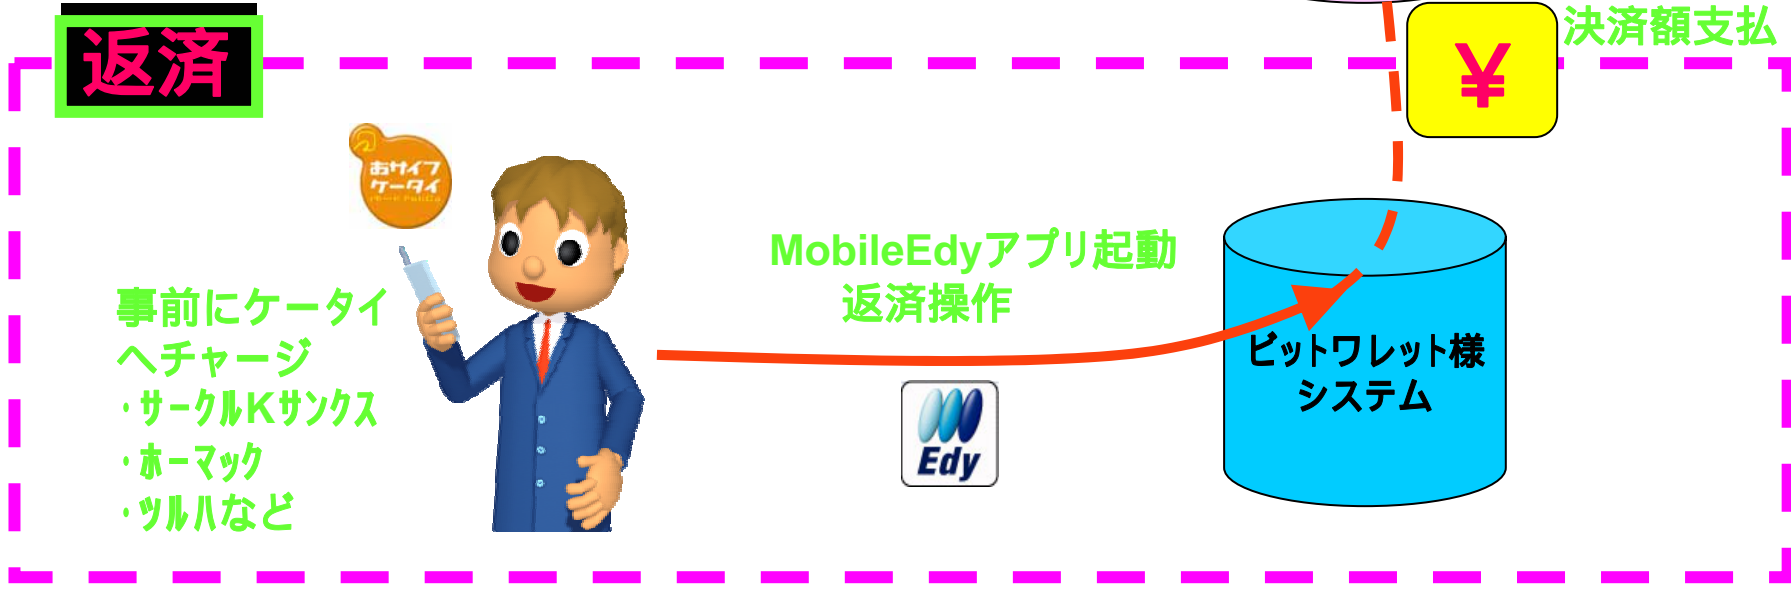 返済
決済額支払
¥
おサイフ
ケータイ
MobileEdyアプリ起動
返済操作
事前にケータイ
へチャージ
・サークルKサンクス
・ホーマック
・ツルハなど
Edy
ビットワレット様
システム